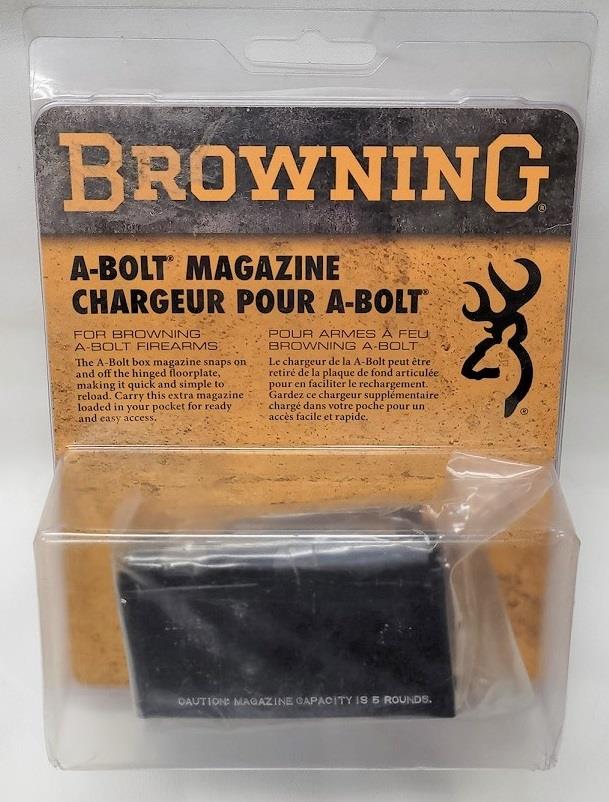 BROWNING®
A-BOLT® MAGAZINE
CHARGEUR POUR A-BOLT®
FOR BROWNING
A-BOLT FIREARMS
The A-Bolt box magazine snaps on
and off the hinged floorplate,
making it quick and simple to
reload. Carry this extra magazine
loaded in your pocket for ready
and easy access.
POUR ARMES À FEU
BROWNING A-BOLT
Le chargeur de la A-Bolt peut être
retiré de la plaque de fond articulée
pour en faciliter le rechargement.
Gardez ce chargeur supplémentaire
chargé dans votre poche pour un
accès facile et rapide.
®
CAUTION: MAGAZINE CAPACITY IS 5 ROUNDS.